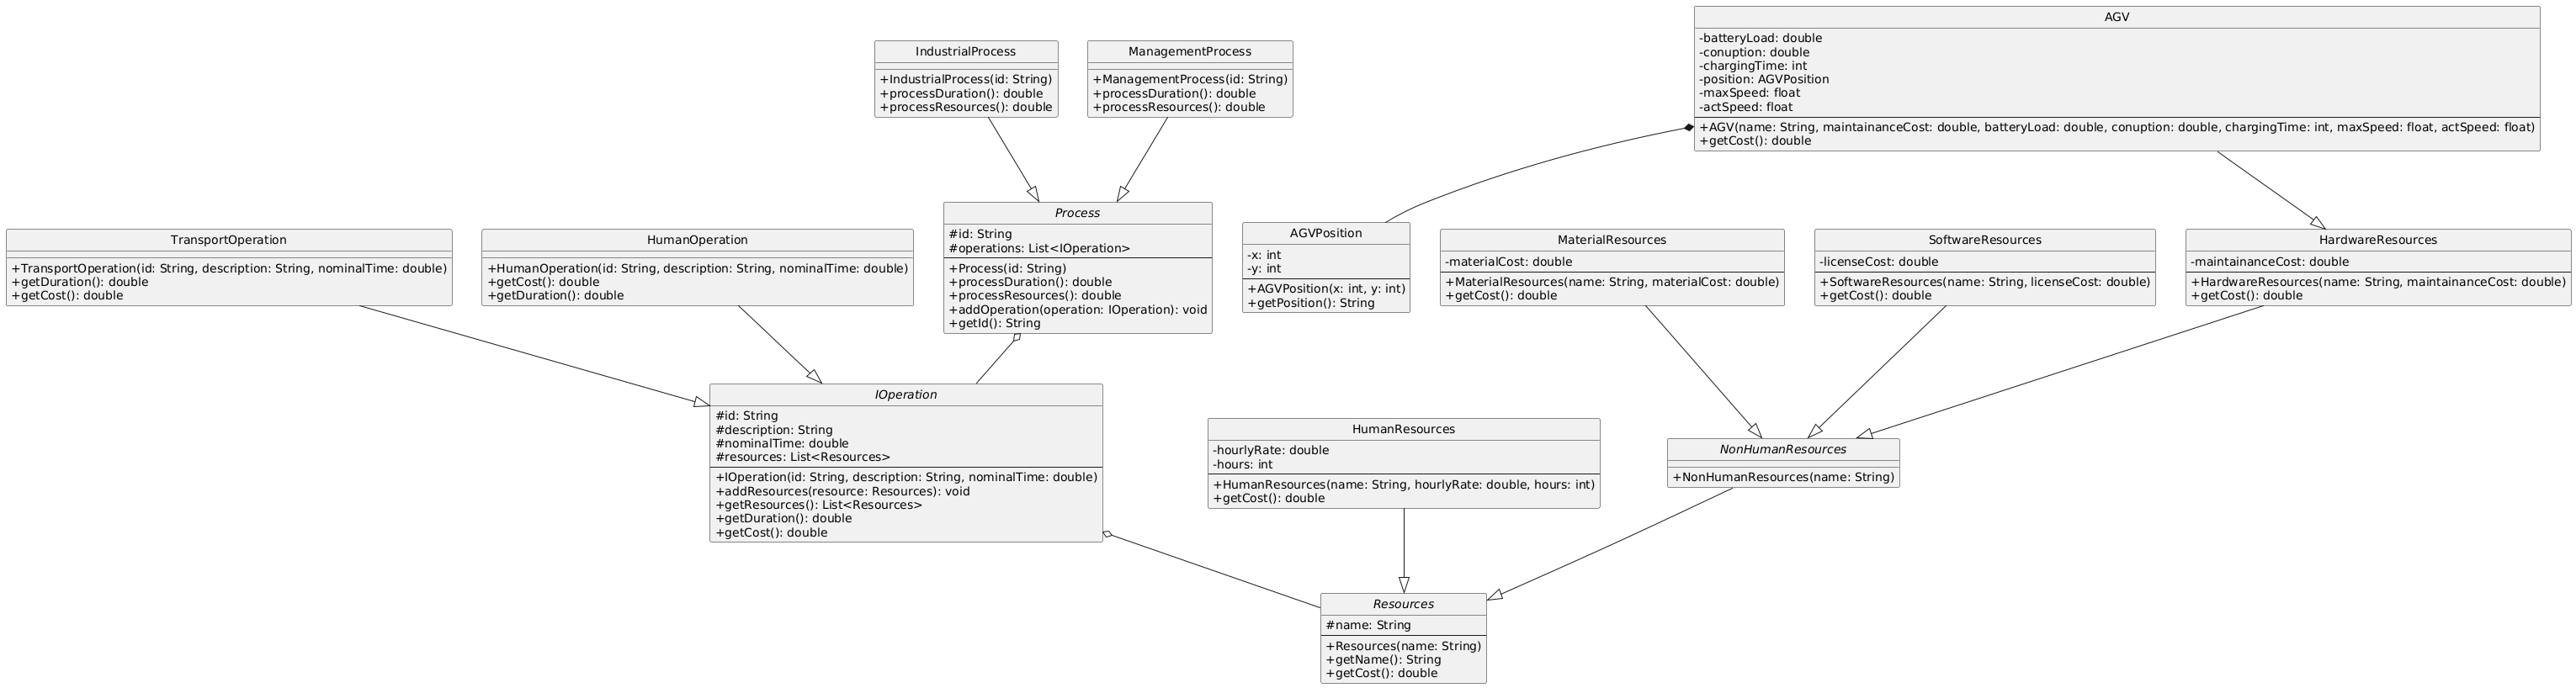 AGV
-batteryLoad: double
-conuption: double
-chargingTime: int
-position: AGVPosition
-maxSpeed: float
-actSpeed: float
+AGV(name: String, maintainanceCost: double, batteryLoad: double, conuption: double, chargingTime: int, maxSpeed: float, actSpeed: float)
+getCost(): double
IndustrialProcess
+IndustrialProcess(id: String)
+processDuration(): double
+processResources(): double
ManagementProcess
+ManagementProcess(id: String)
+processDuration(): double
+processResources(): double
TransportOperation
+TransportOperation(id: String, description: String, nominalTime: double)
+getDuration(): double
+getCost(): double
HumanOperation
+HumanOperation(id: String, description: String, nominalTime: double)
+getCost(): double
+getDuration(): double
Process
#id: String
#operations: List<IOperation>
+Process(id: String)
+processDuration(): double
+processResources(): double
+addOperation(operation: IOperation): void
+getId(): String
AGVPosition
-x: int
-y: int
+AGVPosition(x: int, y: int)
+getPosition(): String
MaterialResources
-materialCost: double
+MaterialResources(name: String, materialCost: double)
+getCost(): double
SoftwareResources
-licenseCost: double
+SoftwareResources(name: String, licenseCost: double)
+getCost(): double
HardwareResources
-maintainanceCost: double
+HardwareResources(name: String, maintainanceCost: double)
+getCost(): double
IOperation
#id: String
#description: String
#nominalTime: double
#resources: List<Resources>
+IOperation(id: String, description: String, nominalTime: double)
+addResources(resource: Resources): void
+getResources(): List<Resources>
+getDuration(): double
+getCost(): double
HumanResources
-hourlyRate: double
-hours: int
+HumanResources(name: String, hourlyRate: double, hours: int)
+getCost(): double
NonHumanResources
+NonHumanResources(name: String)
Resources
#name: String
+Resources(name: String)
+getName(): String
+getCost(): double